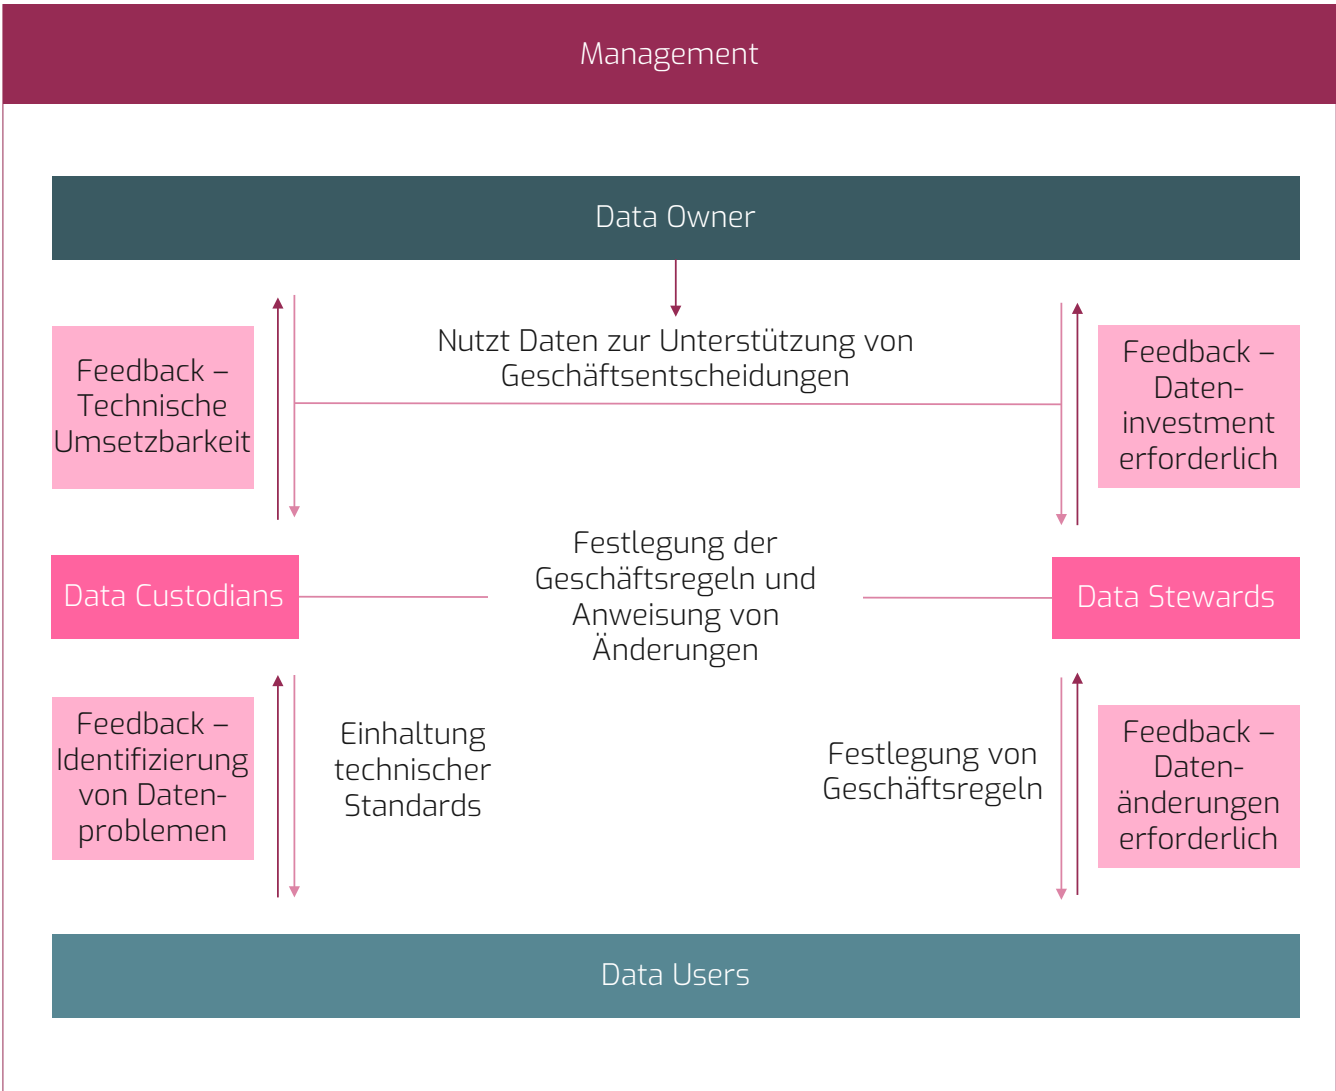 Management
Data Owner
Nutzt Daten zur Unterstützung von
Geschäftsentscheidungen
Feedback –
Technische
Umsetzbarkeit
Feedback –
Daten-
investment
erforderlich
Data Custodians
Festlegung der
Geschäftsregeln und
Anweisung von
Änderungen
Data Stewards
Feedback –
Identifizierung
von Daten-
problemen
Einhaltung
technischer
Standards
Festlegung von
Geschäftsregeln
Feedback –
Daten-
änderungen
erforderlich
Data Users